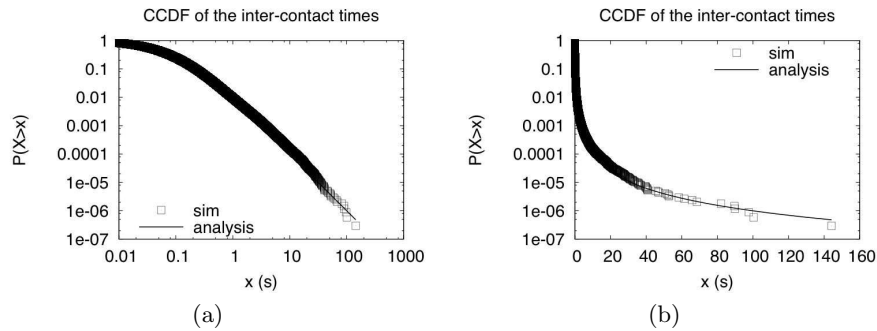 CCDF of the inter-contact times
P(X>x)
1
0.1
0.01
0.001
0.0001
1e-05
1e-06
1e-07
sim
analysis
0.01 0.1 1 10 100 1000
x (s)
(a)
CCDF of the inter-contact times
P(X>x)
1
0.1
0.01
0.001
0.0001
1e-05
1e-06
1e-07
sim
analysis
0 20 40 60 80 100 120 140 160
x (s)
(b)